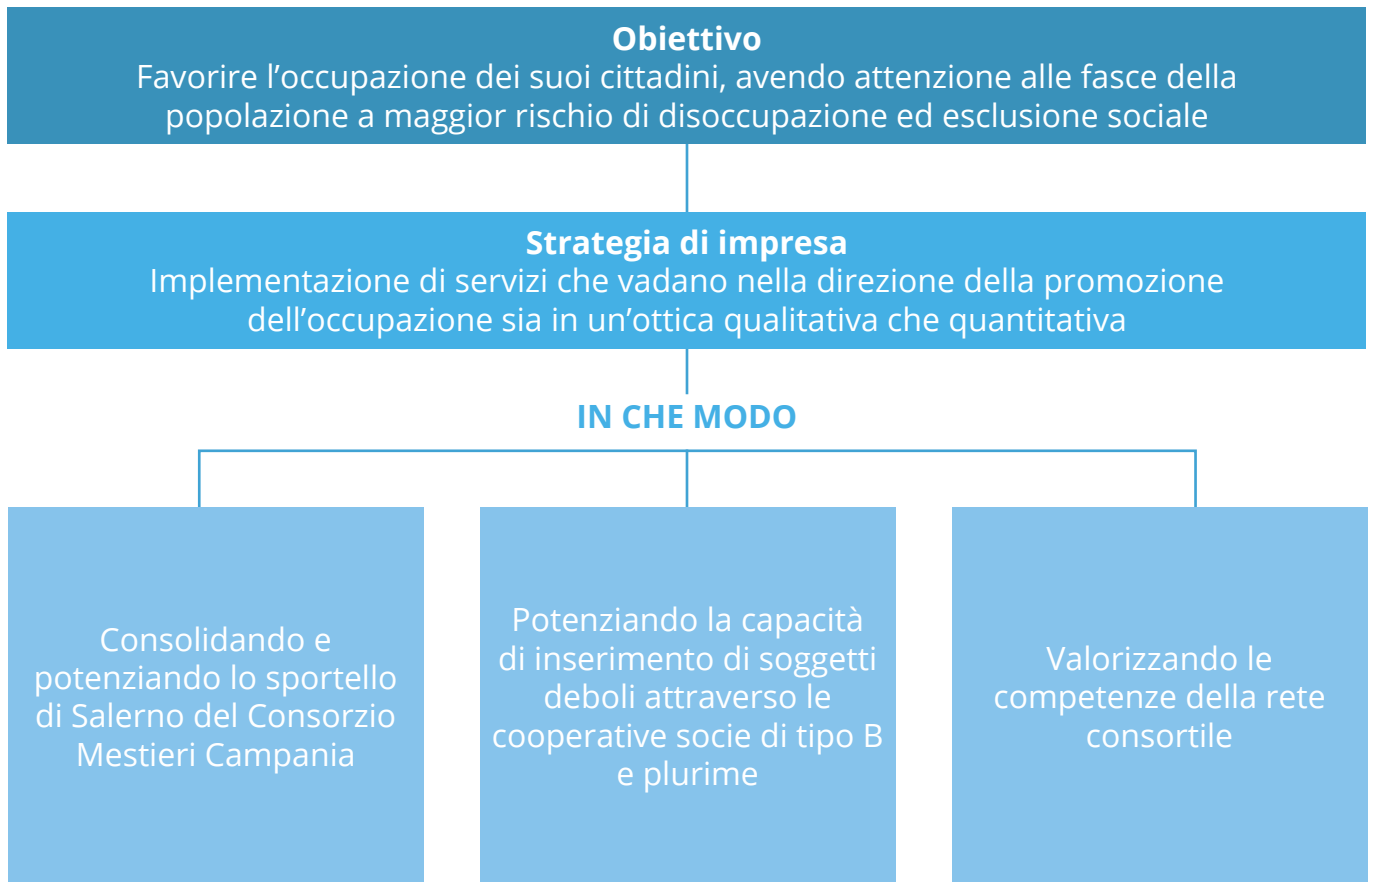 Obiettivo
Favorire l’occupazione dei suoi cittadini, avendo attenzione alle fasce della
popolazione a maggior rischio di disoccupazione ed esclusione sociale
Strategia di impresa
Implementazione di servizi che vadano nella direzione della promozione
dell’occupazione sia in un’ottica qualitativa che quantitativa
IN CHE MODO
Consolidando e
potenziando lo sportello
di Salerno del Consorzio
Mestieri Campania
Potenziando la capacità
di inserimento di soggetti
deboli attraverso le
cooperative socie di tipo B
e plurime
Valorizzando le
competenze della rete
consortile